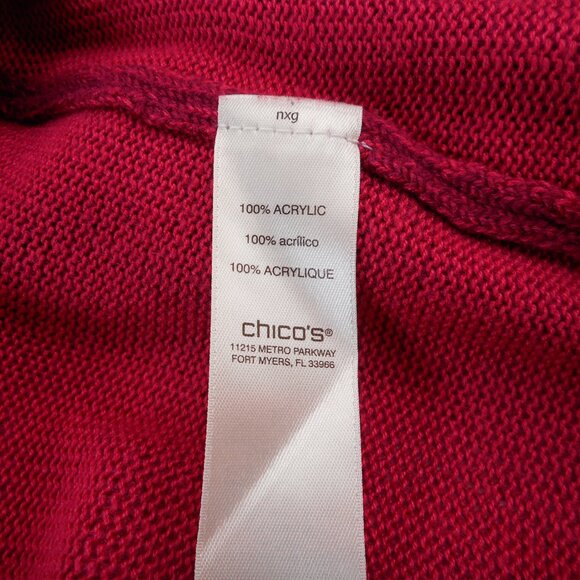 nxg
100% ACRYLIC
100% acrílico
100% ACRYLIQUE
chico's®
11215 METRO PARKWAY
FORT MYERS, FL 33966